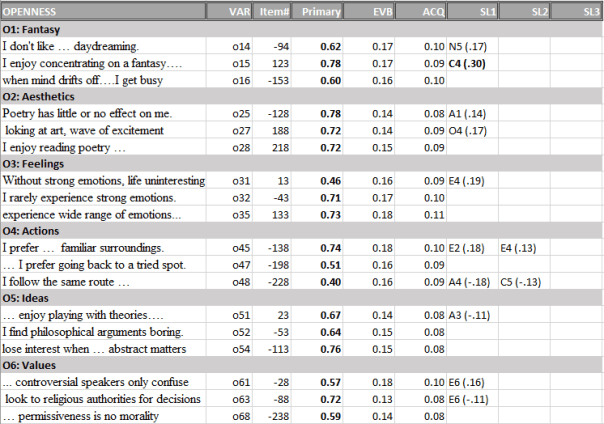 OPENNESS VAR Item# Primary EVB ACQ SL1 SL2 SL3
O1: Fantasy
I don't like … daydreaming. o14 -94 0.62 0.17 0.10 N5 (.17)
I enjoy concentrating on a fantasy…. o15 123 0.78 0.17 0.09 C4 (.30)
when mind drifts off….I get busy o16 -153 0.60 0.16 0.10
O2: Aesthetics
Poetry has little or no effect on me. o25 -128 0.78 0.14 0.08 A1 (.14)
loking at art, wave of excitement o27 188 0.72 0.14 0.09 O4 (.17)
I enjoy reading poetry … o28 218 0.72 0.15 0.09
O3: Feelings
Without strong emotions, life uninteresting o31 13 0.46 0.16 0.09 E4 (.19)
I rarely experience strong emotions. o32 -43 0.71 0.17 0.10
experience wide range of emotions... o35 133 0.73 0.18 0.11
O4: Actions
I prefer … familiar surroundings. o45 -138 0.74 0.18 0.10 E2 (.18) E4 (.13)
… I prefer going back to a tried spot. o47 -198 0.51 0.16 0.09
I follow the same route … o48 -228 0.40 0.16 0.09 A4 (-.18) C5 (-.13)
O5: Ideas
… enjoy playing with theories…. o51 23 0.67 0.14 0.08 A3 (-.11)
I find philosophical arguments boring. o52 -53 0.64 0.15 0.08
lose interest when … abstract matters o54 -113 0.76 0.15 0.08
O6: Values
... controversial speakers only confuse o61 -28 0.57 0.18 0.10 E6 (.16)
look to religious authorities for decisions o63 -88 0.72 0.13 0.08 E6 (-.11)
… permissiveness is no morality o68 -238 0.59 0.14 0.08